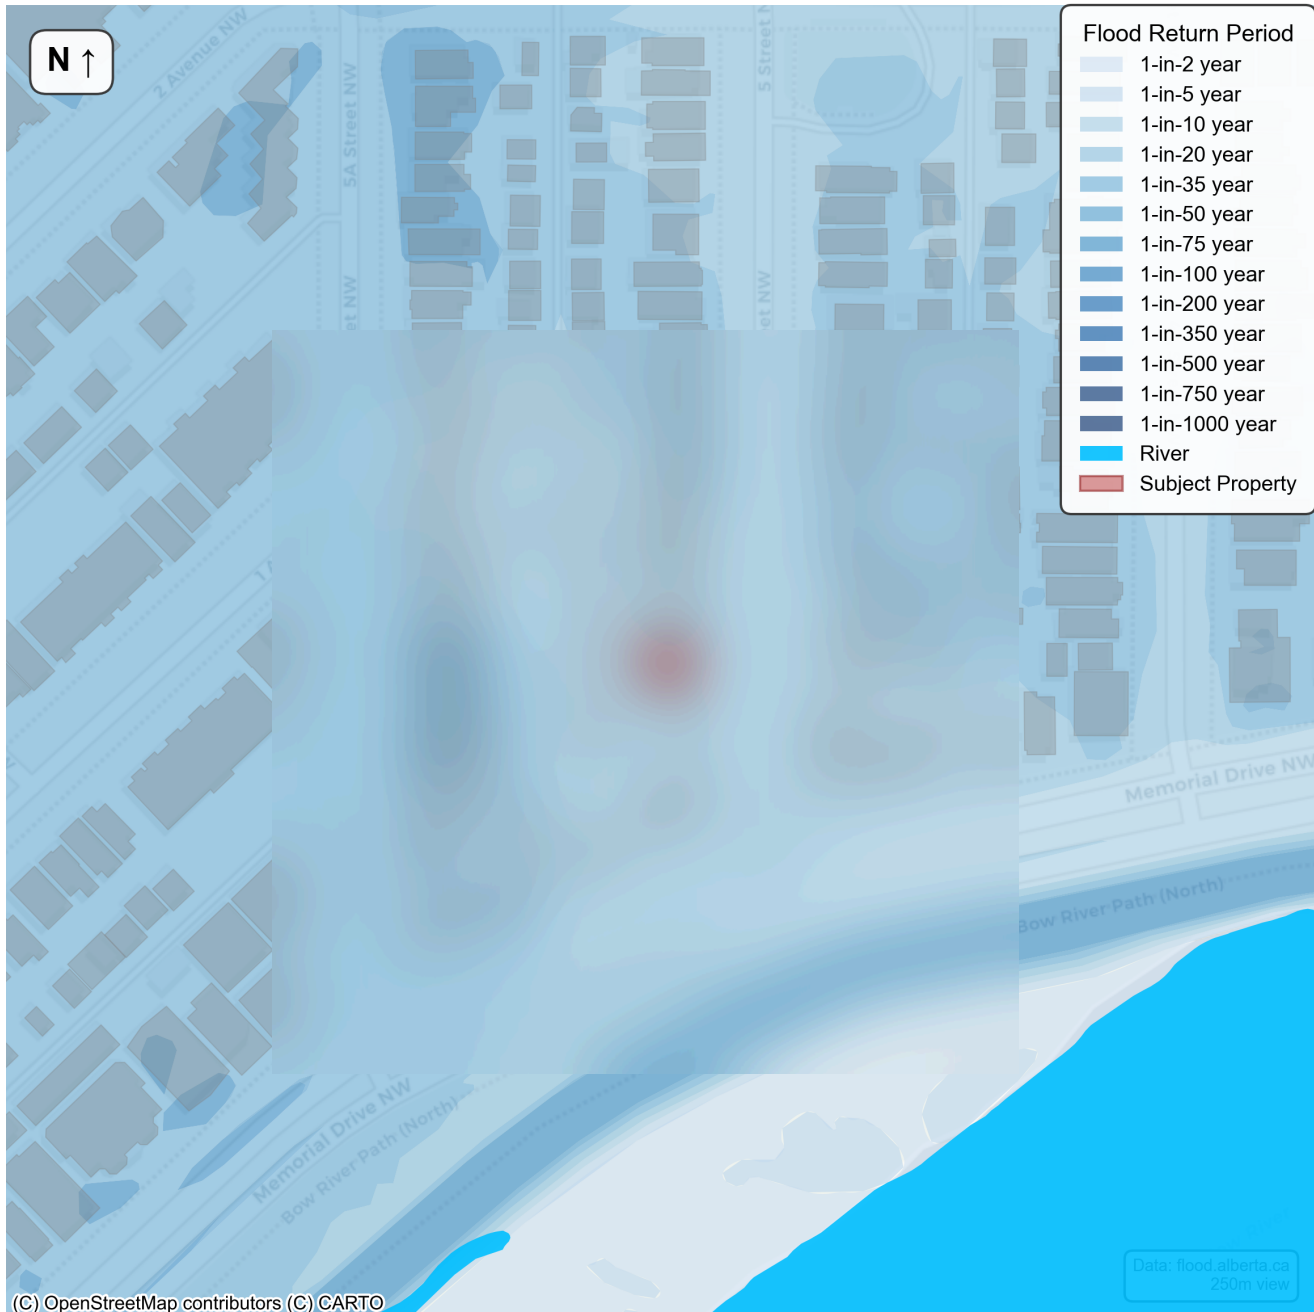 N ↑
Flood Return Period
1-in-2 year
1-in-5 year
1-in-10 year
1-in-20 year
1-in-35 year
1-in-50 year
1-in-75 year
1-in-100 year
1-in-200 year
1-in-350 year
1-in-500 year
1-in-750 year
1-in-1000 year
River
Subject Property
2 Avenue NW
5A Street NW
5 Street N
et NW
et NW
Memorial Drive NW
Bow River Path (North)
Memorial Drive NW
Bow River Path (North)
Data: flood.alberta.ca
250m view
(C) OpenStreetMap contributors (C) CARTO